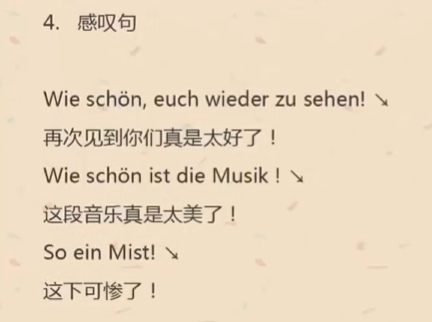 4. 感叹句
Wie schön, euch wieder zu sehen! ↘
再次见到你们真是太好了！
Wie schön ist die Musik ! ↘
这段音乐真是太美了！
So ein Mist! ↘
这下可惨了！